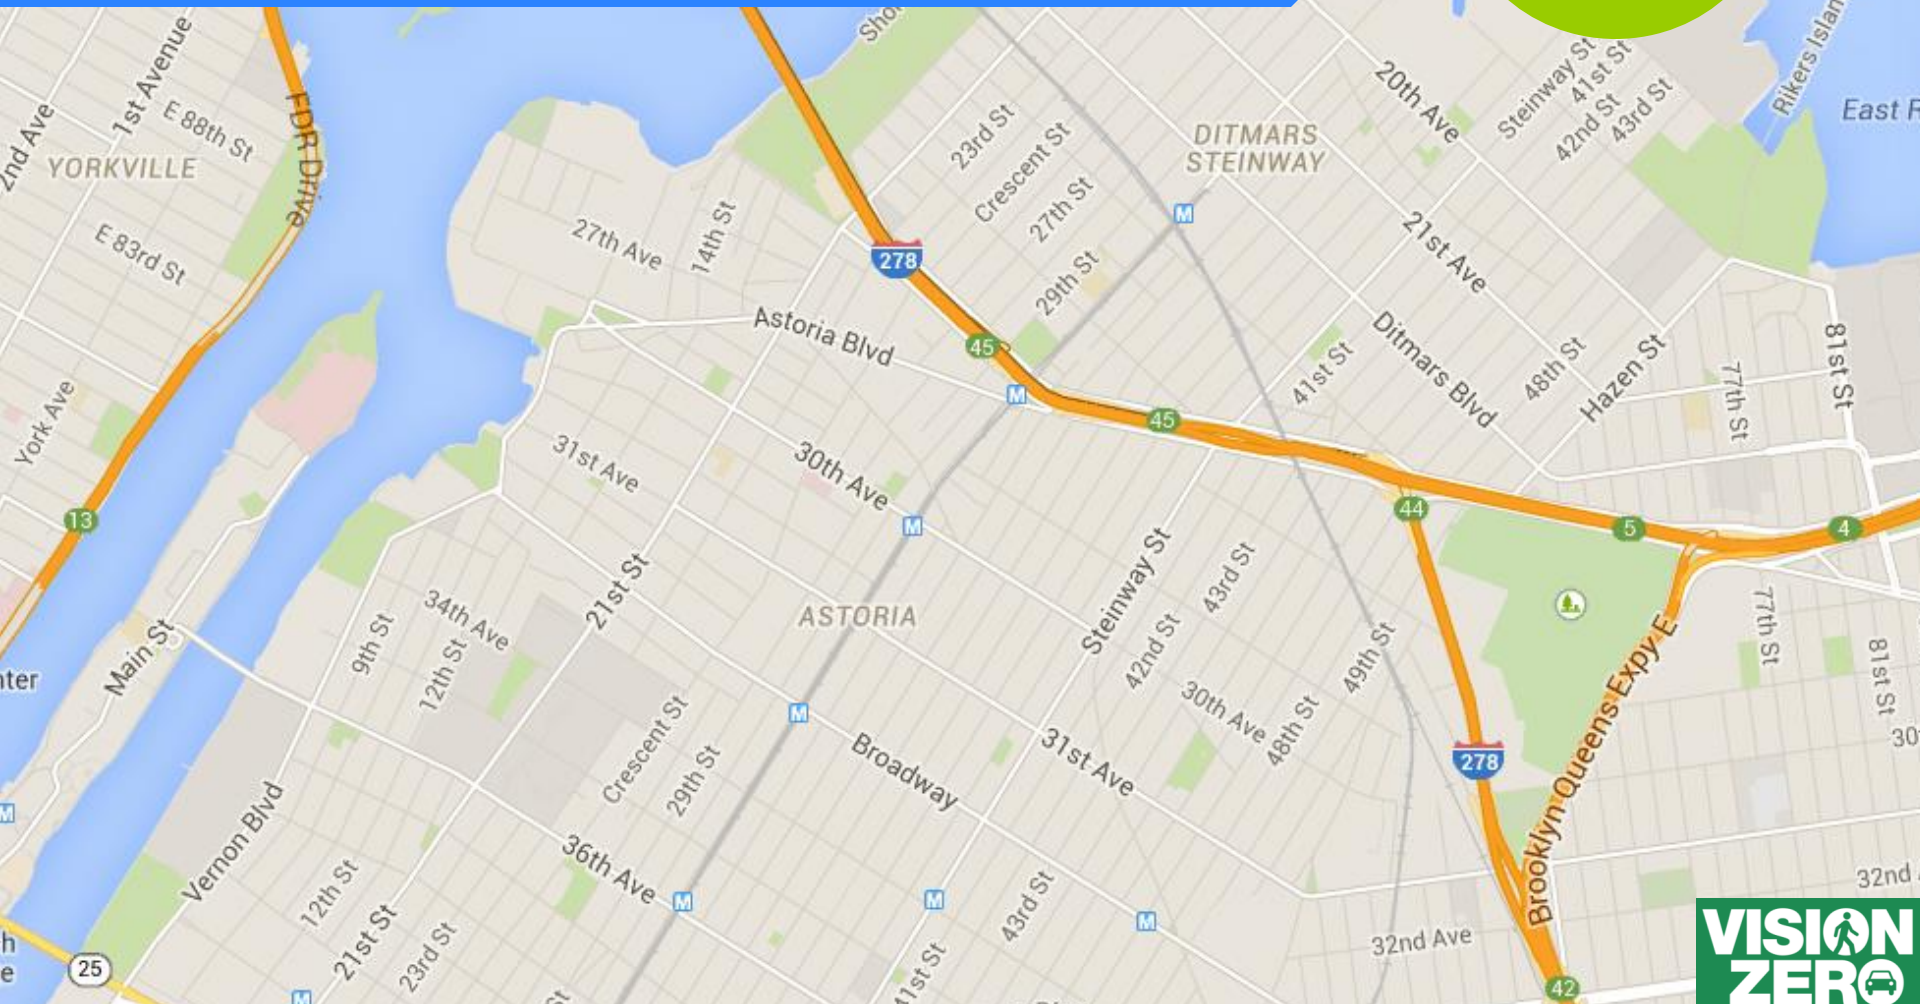 Shor
1st Avenue
2nd Ave
E 88th St
FDR Drive
YORKVILLE
E 83rd St
York Ave
13
Main St
nter
27th Ave
14th St
23rd St
Crescent St
27th St
29th St
DITMARS
STEINWAY
20th Ave
Steinway St
41st St
42nd St
43rd St
Rikers Islan
East R
21st Ave
278
45
Astoria Blvd
M
M
45
41st St
Ditmars Blvd
48th St
Hazen St
77th St
81st St
31st Ave
30th Ave
M
44
5
4
34th Ave
9th St
12th St
21st St
ASTORIA
Steinway St
43rd St
42nd St
49th St
30th Ave
48th St
77th St
81st St
30
278
Brooklyn Queens Expy E
M
M
Crescent St
29th St
Broadway
31st Ave
Vernon Blvd
36th Ave
12th St
21st St
23rd St
M
M
M
M
43rd St
41st St
32nd Ave
32nd
42
25
h
e
St
VISION
ZERO